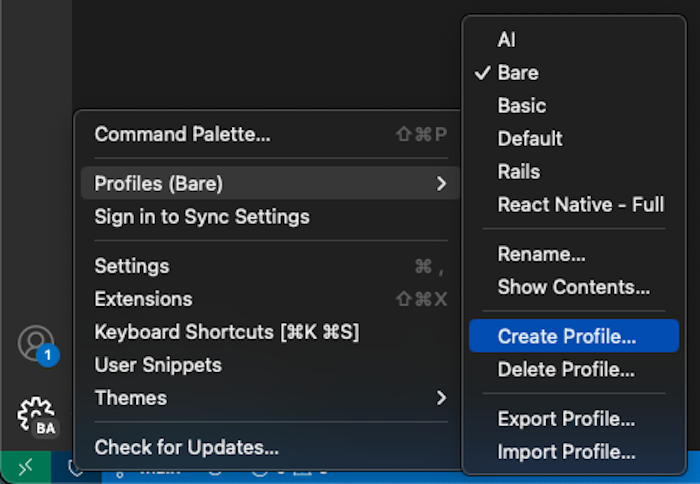 AI
✓ Bare
Basic
Default
Rails
React Native - Full
Rename...
Show Contents...
Create Profile...
Delete Profile...
Export Profile...
Import Profile...
Command Palette... ⇧⌘P
Profiles (Bare) >
Sign in to Sync Settings
Settings ⌘,
Extensions ⇧⌘X
Keyboard Shortcuts [⌘K ⌘S]
User Snippets
Themes >
Check for Updates...
1
BA